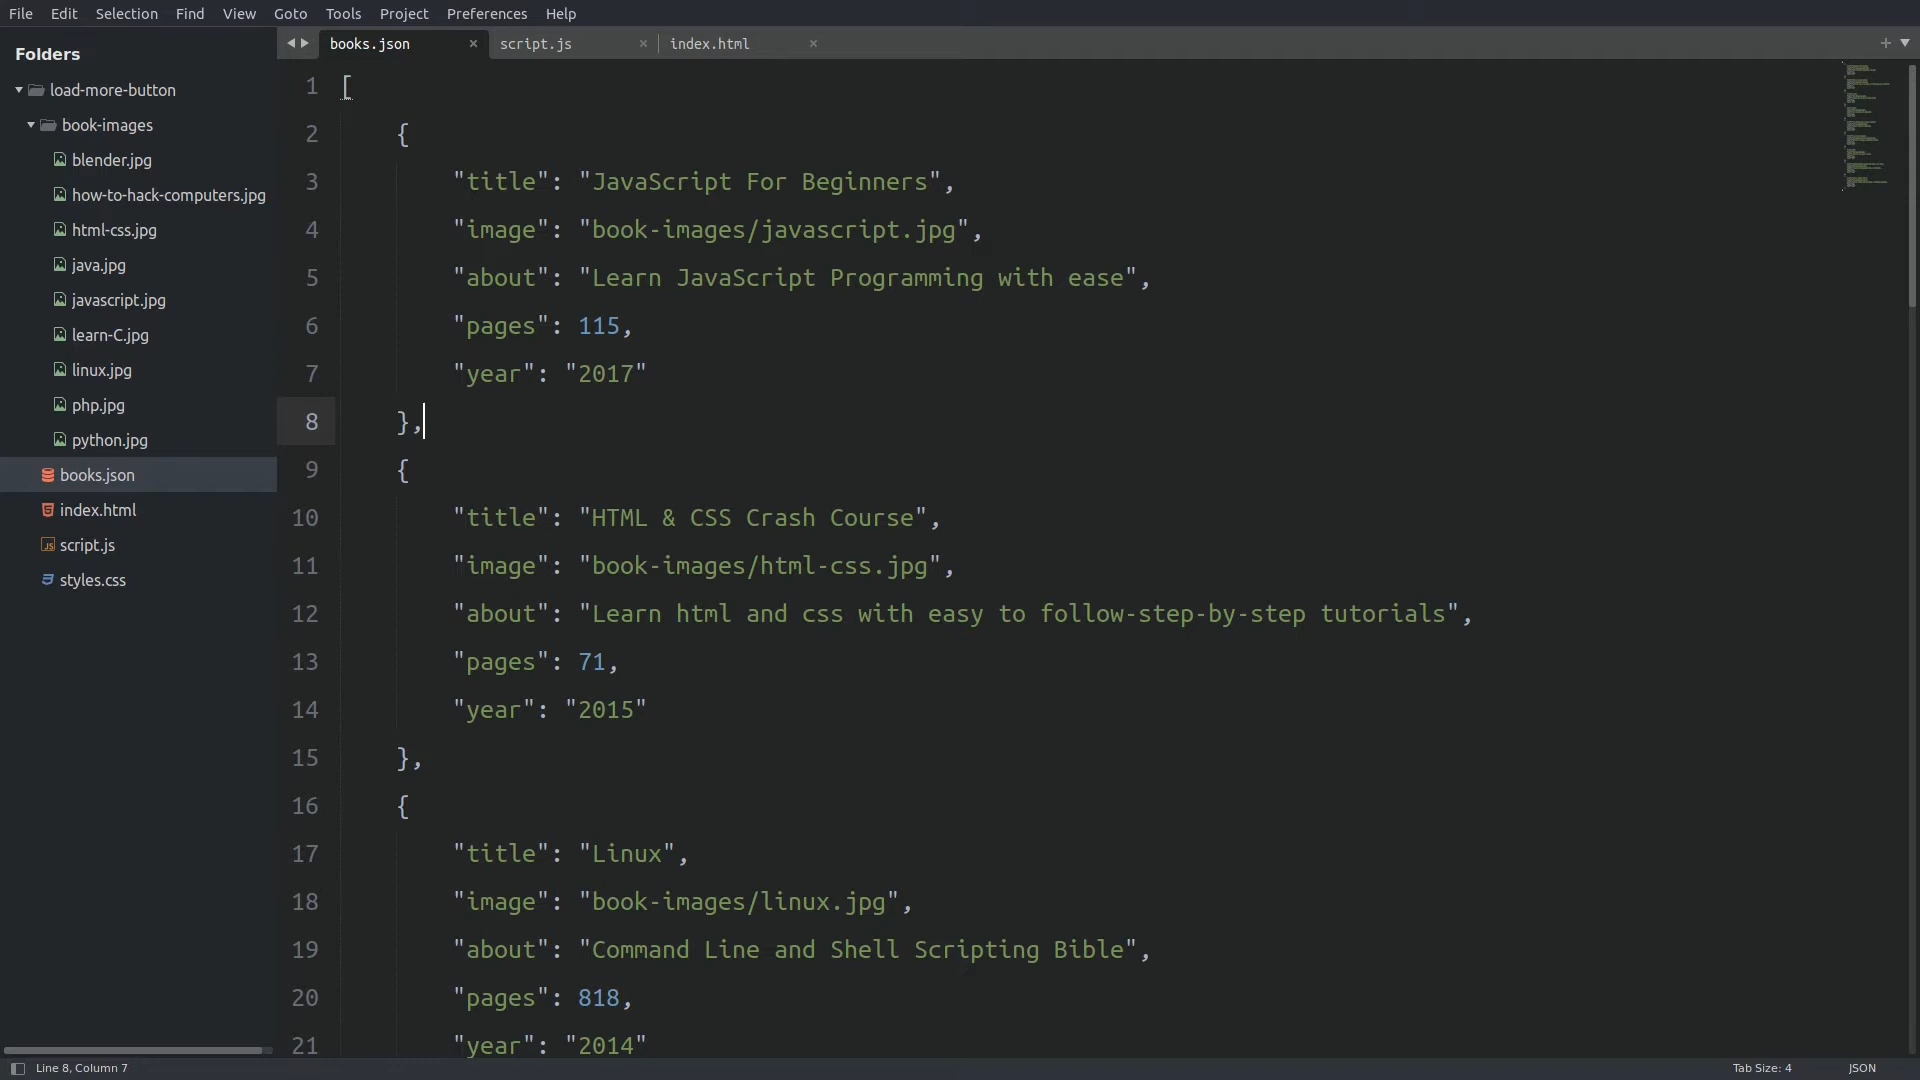 File Edit Selection Find View Goto Tools Project Preferences Help
Folders
load-more-button
book-images
blender.jpg
how-to-hack-computers.jpg
html-css.jpg
java.jpg
javascript.jpg
learn-C.jpg
linux.jpg
php.jpg
python.jpg
books.json
index.html
script.js
styles.css
books.json × script.js × index.html × +
1 [
2 {
3 "title": "JavaScript For Beginners",
4 "image": "book-images/javascript.jpg",
5 "about": "Learn JavaScript Programming with ease",
6 "pages": 115,
7 "year": "2017"
8 },
9 {
10 "title": "HTML & CSS Crash Course",
11 "image": "book-images/html-css.jpg",
12 "about": "Learn html and css with easy to follow-step-by-step tutorials",
13 "pages": 71,
14 "year": "2015"
15 },
16 {
17 "title": "Linux",
18 "image": "book-images/linux.jpg",
19 "about": "Command Line and Shell Scripting Bible",
20 "pages": 818,
21 "year": "2014"
Line 8, Column 7 Tab Size: 4 JSON